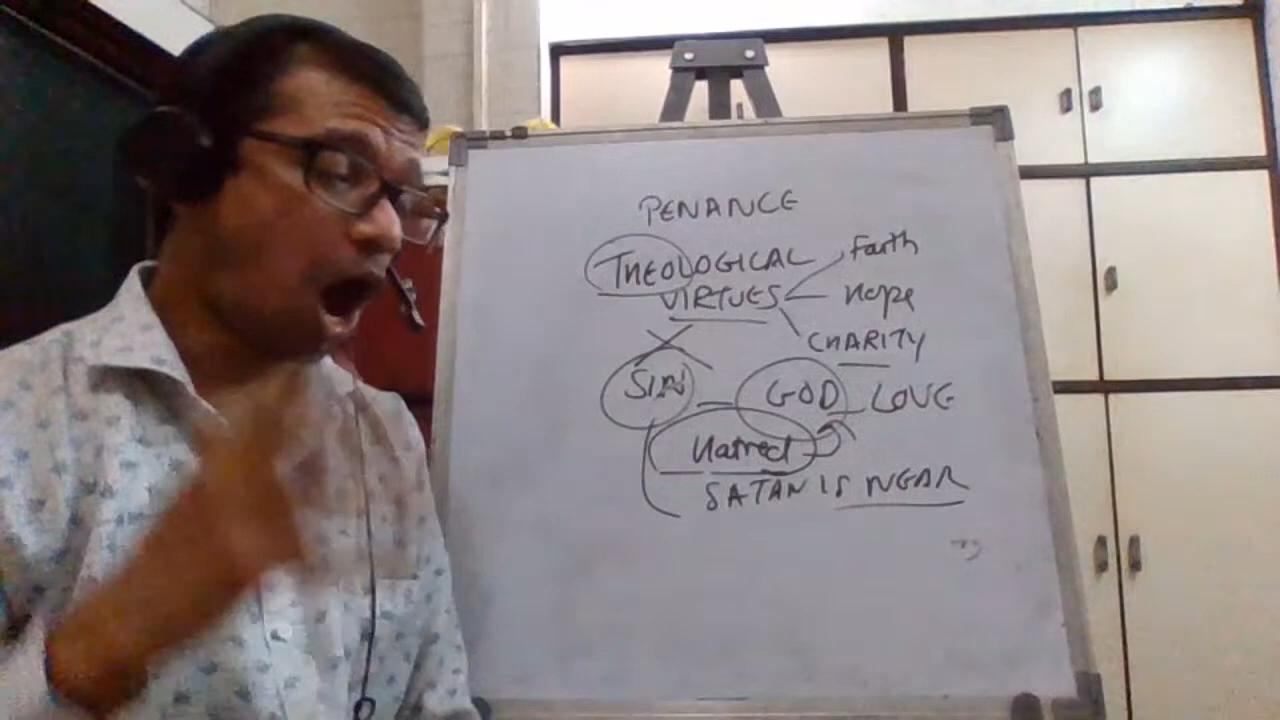 PENANCE
THEOLOGICAL Faith
VIRTUES Hope
CHARITY
SIN GOD LOVE
Hatred
SATAN IS NEAR